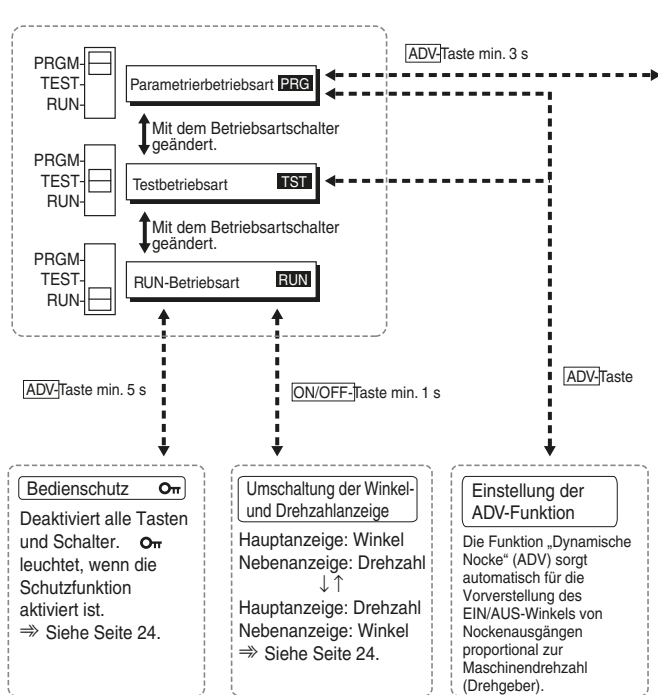 ADV-Taste min. 3 s
PRGM-
TEST-
RUN-
Parametrierbetriebsart PRG
Mit dem Betriebsartschalter
geändert.
PRGM-
TEST-
RUN-
Testbetriebsart TST
Mit dem Betriebsartschalter
geändert.
PRGM-
TEST-
RUN-
RUN-Betriebsart RUN
ADV-Taste min. 5 s
ON/OFF-Taste min. 1 s
ADV-Taste
Bedienschutz
Deaktiviert alle Tasten
und Schalter.
leuchtet, wenn die
Schutzfunktion
aktiviert ist.
⇒ Siehe Seite 24.
Umschaltung der Winkel-
und Drehzahlanzeige
Hauptanzeige: Winkel
Nebenanzeige: Drehzahl
↓↑
Hauptanzeige: Drehzahl
Nebenanzeige: Winkel
⇒ Siehe Seite 24.
Einstellung der
ADV-Funktion
Die Funktion „Dynamische
Nocke“ (ADV) sorgt
automatisch für die
Vorverstellung des
EIN/AUS-Winkels von
Nockenausgängen
proportional zur
Maschinendrehzahl
(Drehgeber).